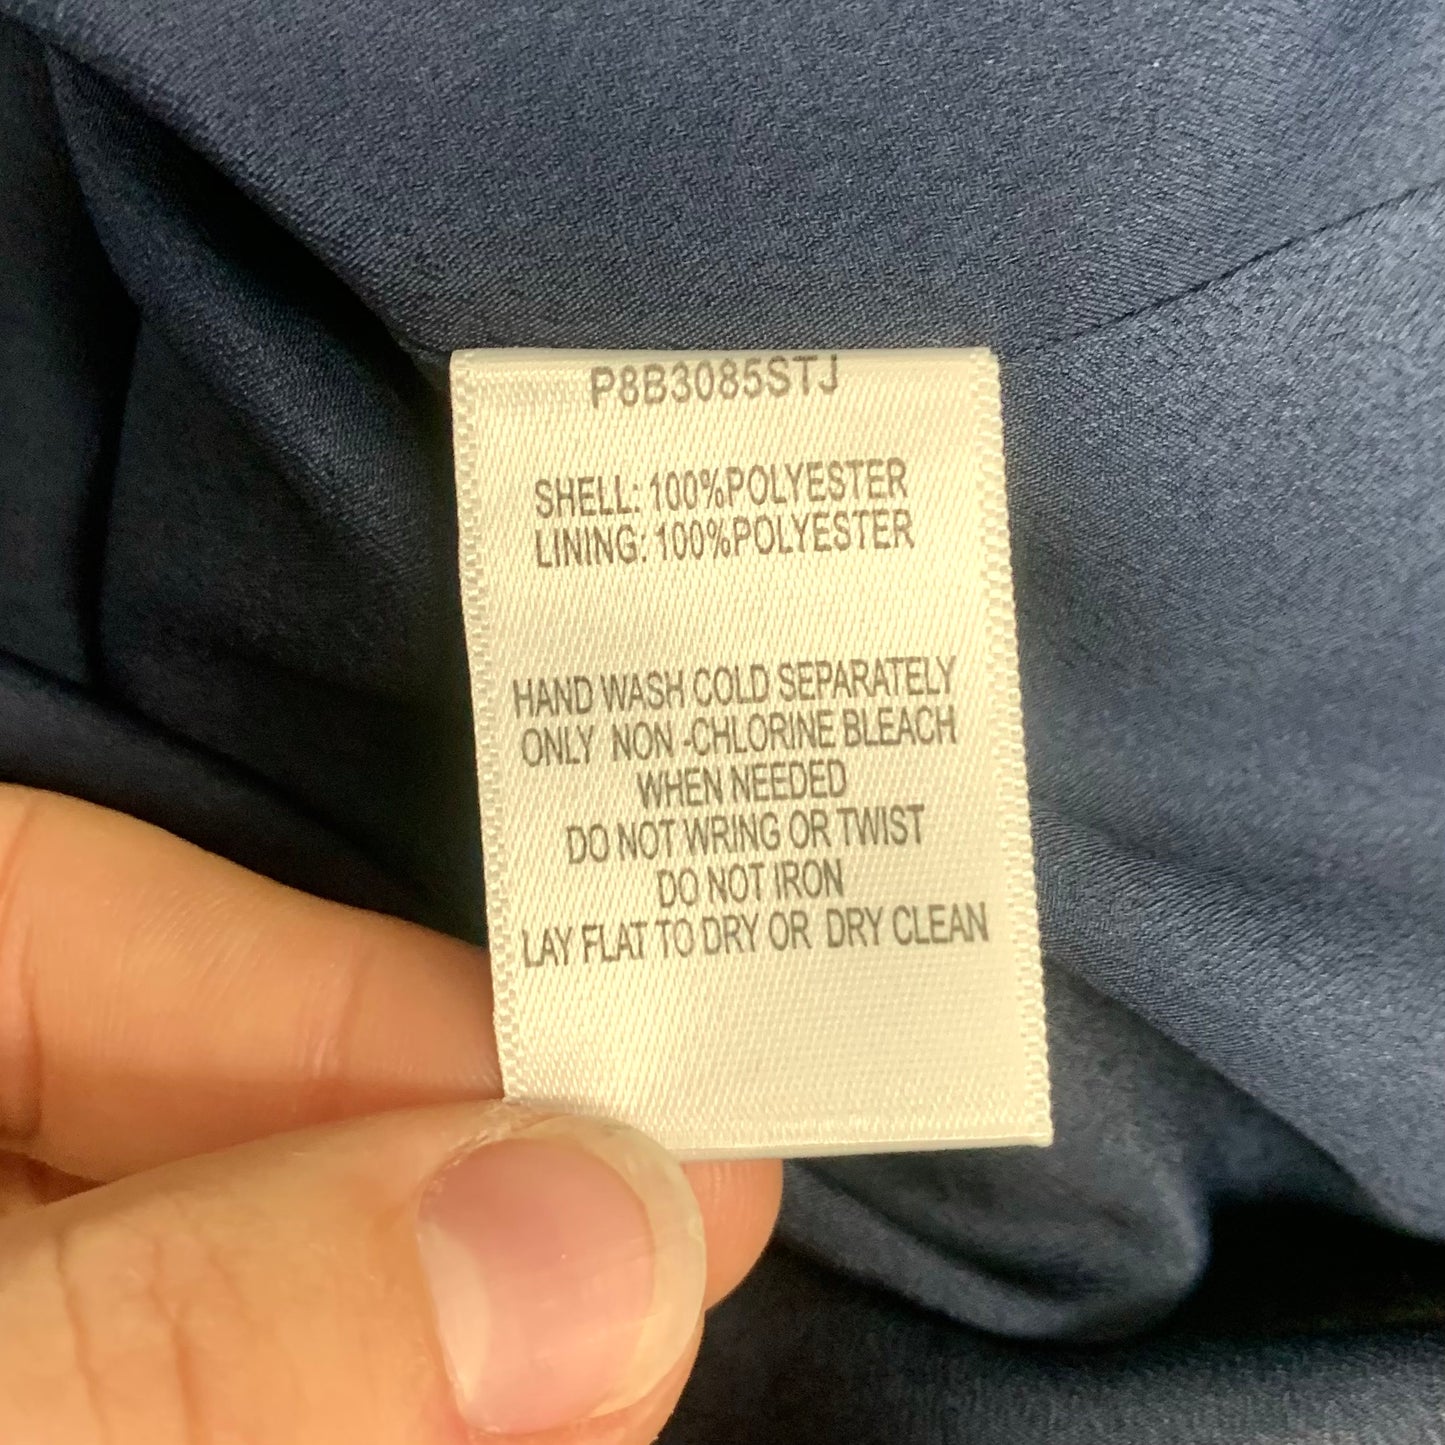 P8B3085STJ
SHELL: 100%POLYESTER
LINING: 100%POLYESTER
HAND WASH COLD SEPARATELY
ONLY NON -CHLORINE BLEACH
WHEN NEEDED
DO NOT WRING OR TWIST
DO NOT IRON
LAY FLAT TO DRY OR DRY CLEAN